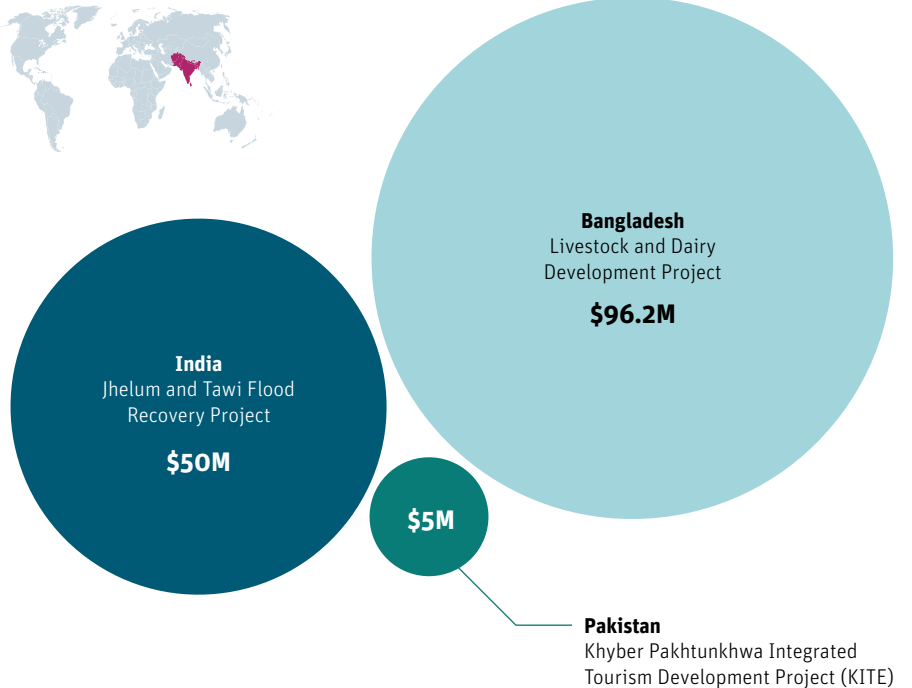 Bangladesh
Livestock and Dairy
Development Project
$96.2M
India
Jhelum and Tawi Flood
Recovery Project
$50M
$5M
Pakistan
Khyber Pakhtunkhwa Integrated
Tourism Development Project (KITE)